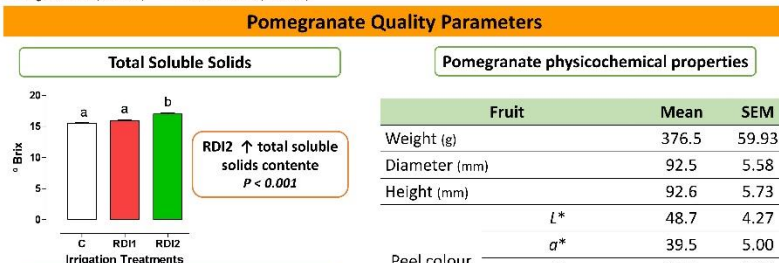 Pomegranate Quality Parameters
Total Soluble Solids
20
15
10
5
0
° Brix
a
a
b
C
RDI1
RDI2
Irrigation Treatments
RDI2 ↑ total soluble
solids contente
P < 0.001
Pomegranate physicochemical properties
Fruit Mean SEM
Weight (g) 376.5 59.93
Diameter (mm) 92.5 5.58
Height (mm) 92.6 5.73
L* 48.7 4.27
a* 39.5 5.00
Peel colour